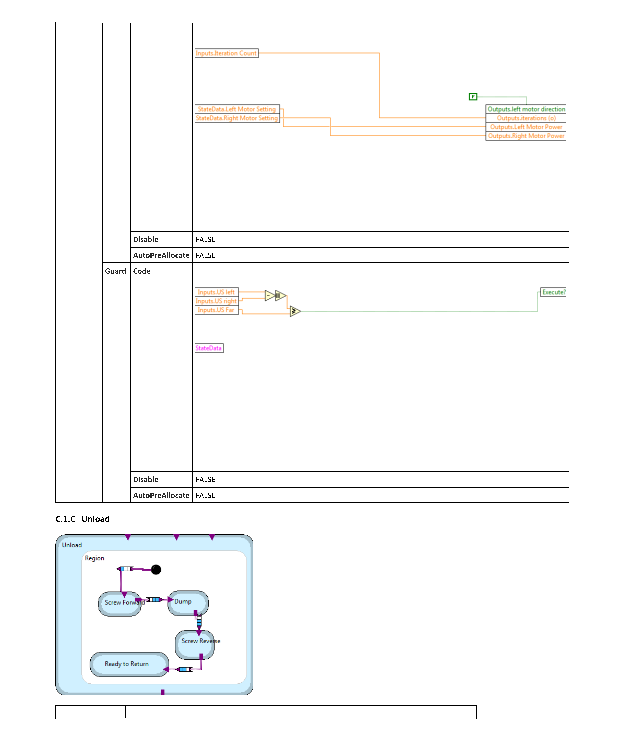 Inputs.Iteration Count
F
StateData.Left Motor Setting
Outputs.left motor direction
StateData.Right Motor Setting
Outputs.Iterations (o)
Outputs.Left Motor Power
Outputs.Right Motor Power
Disable FALSE
AutoPreAllocate FALSE
Guard Code
Inputs.US left
Execute?
Inputs.US right
Inputs.US Far
StateData
Disable FALSE
AutoPreAllocate FALSE
C.1.C Unload
Unload
Region
Screw Forward
Dump
Screw Reverse
Ready to Return